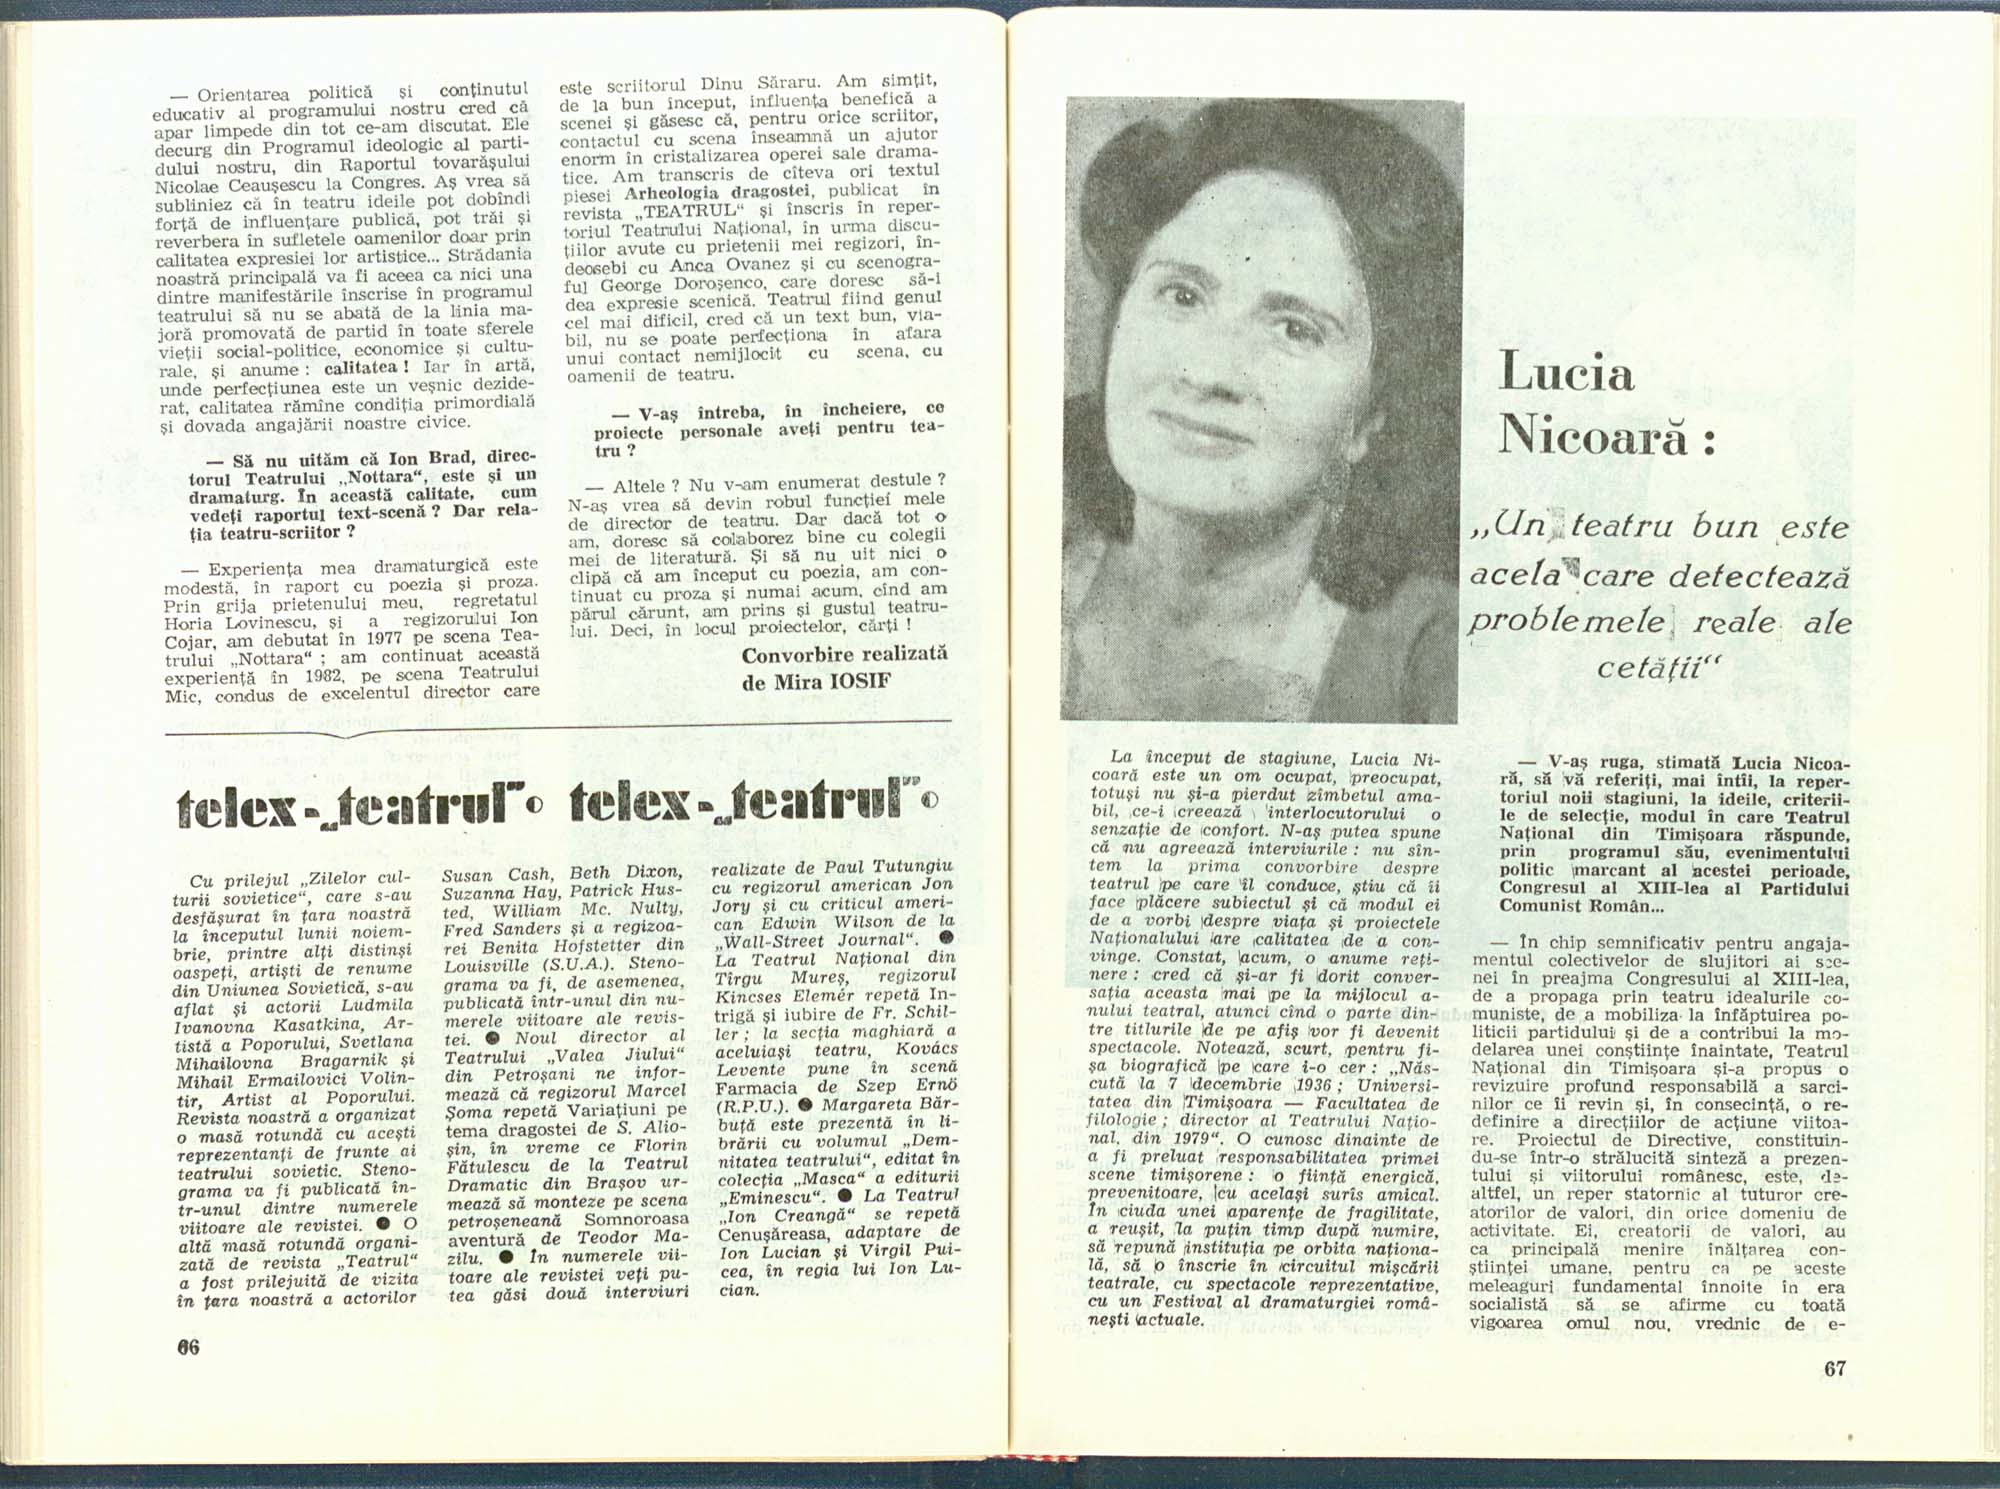 — Orientarea politică și conținutul
educativ al programului nostru cred că
apar limpede din tot ce-am discutat. Ele
decurg din Programul ideologic al parti-
dului nostru, din Raportul tovarășului
Nicolae Ceaușescu la Congres. Aș vrea să
subliniez că în teatru ideile pot dobîndi
forță de influențare publică, pot trăi și
reverbera în sufletele oamenilor doar prin
calitatea expresiei lor artistice... Strădania
noastră principală va fi aceea ca nici una
dintre manifestările înscrise în programul
teatrului să nu se abată de la linia ma-
joră promovată de partid în toate sferele
vieții social-politice, economice și cultu-
rale, și anume : calitatea ! Iar în artă,
unde perfecțiunea este un veșnic dezide-
rat, calitatea rămîne condiția primordială
și dovada angajării noastre civice.
— Să nu uităm că Ion Brad, direc-
torul Teatrului „Nottara“, este și un
dramaturg. In această calitate, cum
vedeți raportul text-scenă ? Dar rela-
ția teatru-scriitor ?
— Experiența mea dramaturgică este
modestă, în raport cu poezia și proza.
Prin grija prietenului meu, regretatul
Horia Lovinescu, și a regizorului Ion
Cojar, am debutat în 1977 pe scena Tea-
trului „Nottara“ ; am continuat această
experiență în 1982, pe scena Teatrului
Mic, condus de excelentul director care
este scriitorul Dinu Săraru. Am simțit,
de la bun început, influența benefică a
scenei și găsesc că, pentru orice scriitor,
contactul cu scena înseamnă un ajutor
enorm în cristalizarea operei sale drama-
tice. Am transcris de cîteva ori textul
piesei Arheologia dragostei, publicat în
revista „TEATRUL“ și înscris în reper-
toriul Teatrului Național, în urma discu-
țiilor avute cu prietenii mei regizori, în-
deosebi cu Anca Ovanez și cu scenogra-
ful George Doroșenco, care doresc să-i
dea expresie scenică. Teatrul fiind genul
cel mai dificil, cred că un text bun, via-
bil, nu se poate perfecționa în afara
unui contact nemijlocit cu scena, cu
oamenii de teatru.
— V-aș întreba, în încheiere, ce
proiecte personale aveți pentru tea-
tru ?
— Altele ? Nu v-am enumerat destule ?
N-aș vrea să devin robul funcției mele
de director de teatru. Dar dacă tot o
am, doresc să colaborez bine cu colegii
mei de literatură. Și să nu uit nici o
clipă că am început cu poezia, am con-
tinuat cu proza și numai acum, cînd am
părul cărunt, am prins și gustul teatru-
lui. Deci, în locul proiectelor, cărți !
Convorbire realizată
de Mira IOSIF
telex-„teatrul” telex-„teatrul”
Cu prilejul „Zilelor cul-
turii sovietice“, care s-au
desfășurat în țara noastră
la începutul lunii noiem-
brie, printre alți distinși
oaspeți, artiști de renume
din Uniunea Sovietică, s-au
aflat și actorii Ludmila
Ivanovna Kasatkina, Ar-
tistă a Poporului, Svetlana
Mihailovna Bragarnik și
Mihail Ermailovici Volin-
tir, Artist al Poporului.
Revista noastră a organizat
o masă rotundă cu acești
reprezentanți de frunte ai
teatrului sovietic. Steno-
grama va fi publicată în-
tr-unul dintre numerele
viitoare ale revistei. ● O
altă masă rotundă organi-
zată de revista „Teatrul“
a fost prilejuită de vizita
în țara noastră a actorilor
Susan Cash, Beth Dixon,
Suzanna Hay, Patrick Hus-
ted, William Mc. Nulty,
Fred Sanders și a regizoa-
rei Benita Hofstetter din
Louisville (S.U.A.). Steno-
grama va fi, de asemenea,
publicată într-unul din nu-
merele viitoare ale revis-
tei. ● Noul director al
Teatrului „Valea Jiului“
din Petroșani ne infor-
mează că regizorul Marcel
Șoma repetă Variațiuni pe
tema dragostei de S. Alio-
șin, în vreme ce Florin
Fătulescu de la Teatrul
Dramatic din Brașov ur-
mează să monteze pe scena
petroșeneană Somnoroasa
aventură de Teodor Ma-
zilu. ● În numerele vii-
toare ale revistei veți pu-
tea găsi două interviuri
realizate de Paul Tutungiu
cu regizorul american Jon
Jory și cu criticul ameri-
can Edwin Wilson de la
„Wall-Street Journal“. ●
La Teatrul Național din
Tîrgu Mureș, regizorul
Kincses Elemér repetă In-
trigă și iubire de Fr. Schil-
ler ; la secția maghiară a
aceluiași teatru, Kovács
Levente pune în scenă
Farmacia de Szep Ernö
(R.P.U.). ● Margareta Băr-
buță este prezentă în li-
brării cu volumul „Dem-
nitatea teatrului“, editat în
colecția „Masca“ a editurii
„Eminescu“. ● La Teatrul
„Ion Creangă“ se repetă
Cenușăreasa, adaptare de
Ion Lucian și Virgil Pui-
cea, în regia lui Ion Lu-
cian.
66
Lucia
Nicoară :
„Un teatru bun este
acela care detectează
problemele reale ale
cetății“
La început de stagiune, Lucia Ni-
coară este un om ocupat, preocupat,
totuși nu și-a pierdut zîmbetul ama-
bil, ce-i creează interlocutorului o
senzație de confort. N-aș putea spune
că nu agreează interviurile : nu sîn-
tem la prima convorbire despre
teatrul pe care îl conduce, știu că îi
face plăcere subiectul și că modul ei
de a vorbi despre viața și proiectele
Naționalului are calitatea de a con-
vinge. Constat, acum, o anume reți-
nere : cred că și-ar fi dorit conver-
sația aceasta mai pe la mijlocul a-
nului teatral, atunci cînd o parte din-
tre titlurile de pe afiș vor fi devenit
spectacole. Notează, scurt, pentru fi-
șa biografică pe care i-o cer : „Năs-
cută la 7 decembrie 1936 ; Universi-
tatea din Timișoara — Facultatea de
filologie ; director al Teatrului Națio-
nal, din 1979“. O cunosc dinainte de
a fi preluat responsabilitatea primei
scene timișorene : o ființă energică,
prevenitoare, cu același surîs amical.
În ciuda unei aparențe de fragilitate,
a reușit, la puțin timp după numire,
să repună instituția pe orbita naționa-
lă, să o înscrie în circuitul mișcării
teatrale, cu spectacole reprezentative,
cu un Festival al dramaturgiei româ-
nești actuale.
— V-aș ruga, stimată Lucia Nicoa-
ră, să vă referiți, mai întîi, la reper-
toriul noii stagiuni, la ideile, criterii-
le de selecție, modul în care Teatrul
Național din Timișoara răspunde,
prin programul său, evenimentului
politic marcant al acestei perioade,
Congresul al XIII-lea al Partidului
Comunist Român...
— În chip semnificativ pentru angaja-
mentul colectivelor de slujitori ai sce-
nei în preajma Congresului al XIII-lea,
de a propaga prin teatru idealurile co-
muniste, de a mobiliza la înfăptuirea po-
liticii partidului și de a contribui la mo-
delarea unei conștiințe înaintate, Teatrul
Național din Timișoara și-a propus o
revizuire profund responsabilă a sarci-
nilor ce îi revin și, în consecință, o re-
definire a direcțiilor de acțiune viitoa-
re. Proiectul de Directive, constituin-
du-se într-o strălucită sinteză a prezen-
tului și viitorului românesc, este, de-
altfel, un reper statornic al tuturor cre-
atorilor de valori, din orice domeniu de
activitate. Ei, creatorii de valori, au
ca principală menire înălțarea con-
științei umane, pentru ca pe aceste
meleaguri fundamental înnoite în era
socialistă să se afirme cu toată
vigoarea omul nou, vrednic de e-
67